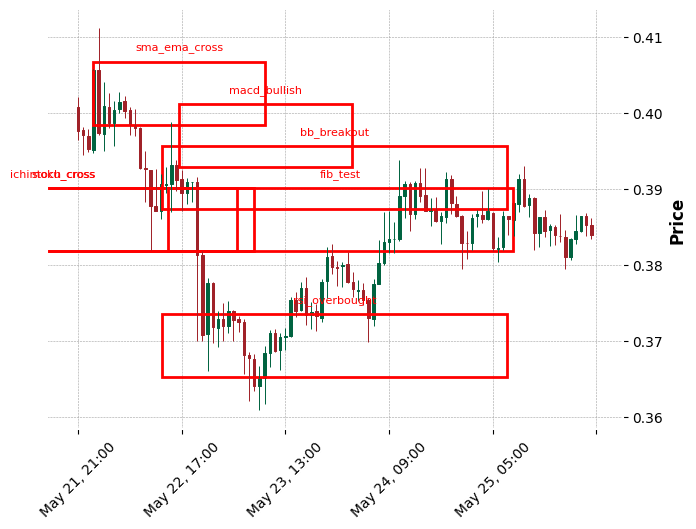 sma_ema_cross
macd_bullish
bb_breakout
stoch_cross
fib_test
rsi_overbought
0.41
0.40
0.39
0.38
0.37
0.36
Price
May 21, 21:00
May 22, 17:00
May 23, 13:00
May 24, 09:00
May 25, 05:00